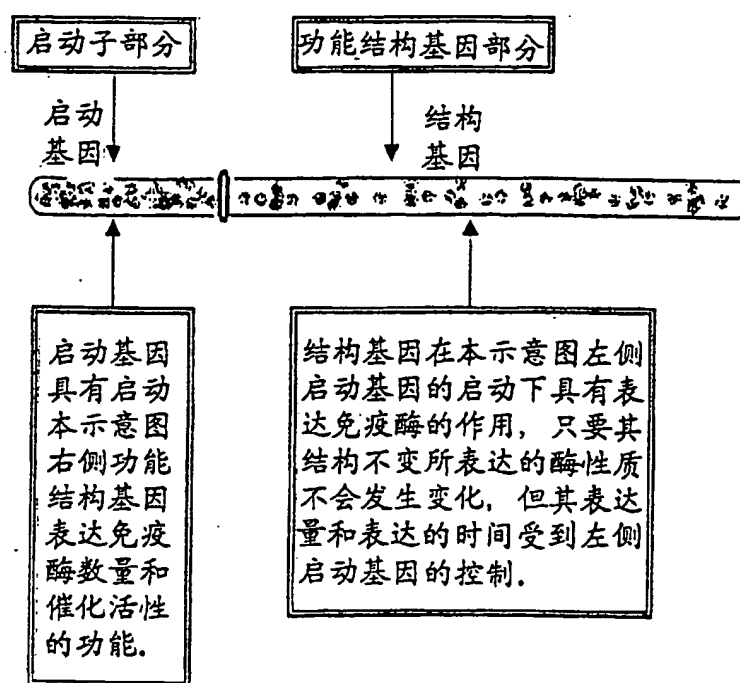 启动子部分
功能结构基因部分
启动
基因
结构
基因
启动基因
具有启动
本示意图
右侧功能
结构基因
表达免疫
酶数量和
催化活性
的功能.
结构基因在本示意图左侧
启动基因的启动下具有表
达免疫酶的作用, 只要其
结构不变所表达的酶性质
不会发生变化, 但其表达
量和表达的时间受到左侧
启动基因的控制.